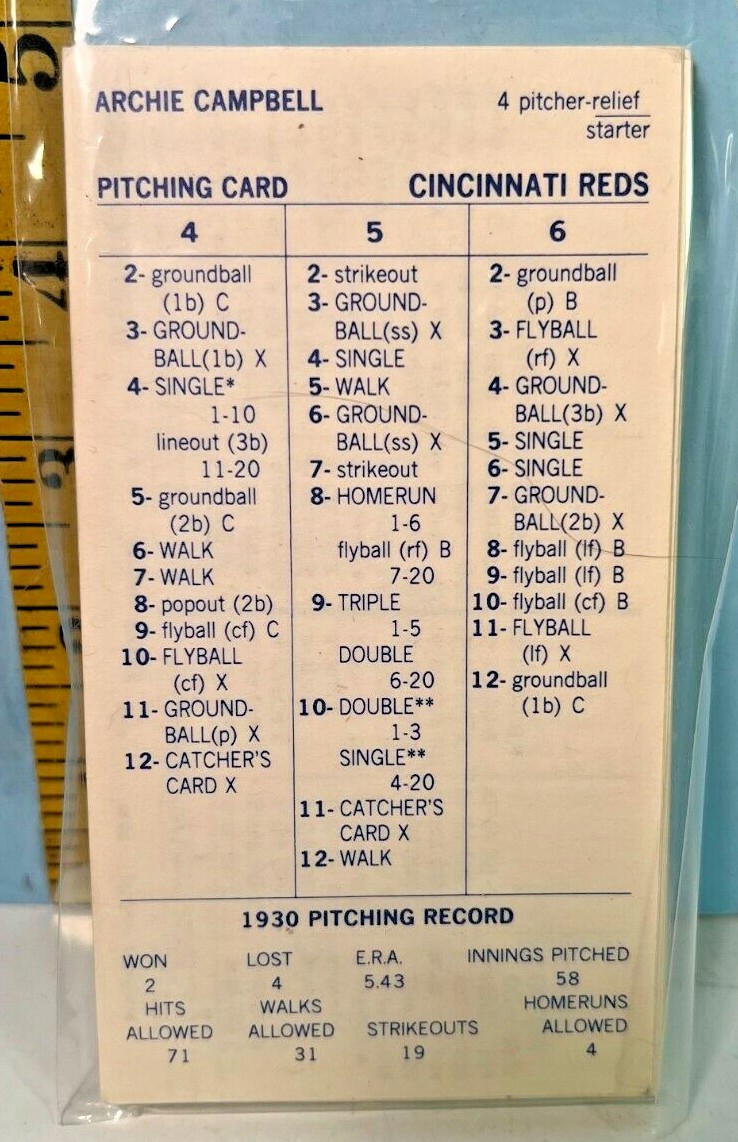 ARCHIE CAMPBELL
4 pitcher-relief
starter
PITCHING CARD
CINCINNATI REDS
4
2- groundball
(1b) C
3- GROUND-
BALL(1b) X
4- SINGLE*
1-10
lineout (3b)
11-20
5- groundball
(2b) C
6- WALK
7- WALK
8- popout (2b)
9- flyball (cf) C
10- FLYBALL
(cf) X
11- GROUND-
BALL(p) X
12- CATCHER'S
CARD X
5
2- strikeout
3- GROUND-
BALL(ss) X
4- SINGLE
5- WALK
6- GROUND-
BALL(ss) X
7- strikeout
8- HOMERUN
1-6
flyball (rf) B
7-20
9- TRIPLE
1-5
DOUBLE
6-20
10- DOUBLE**
1-3
SINGLE**
4-20
11- CATCHER'S
CARD X
12- WALK
6
2- groundball
(p) B
3- FLYBALL
(rf) X
4- GROUND-
BALL(3b) X
5- SINGLE
6- SINGLE
7- GROUND-
BALL(2b) X
8- flyball (lf) B
9- flyball (lf) B
10- flyball (cf) B
11- FLYBALL
(lf) X
12- groundball
(1b) C
1930 PITCHING RECORD
WON LOST E.R.A. INNINGS PITCHED
2 4 5.43 58
HITS WALKS HOMERUNS
ALLOWED ALLOWED STRIKEOUTS ALLOWED
71 31 19 4